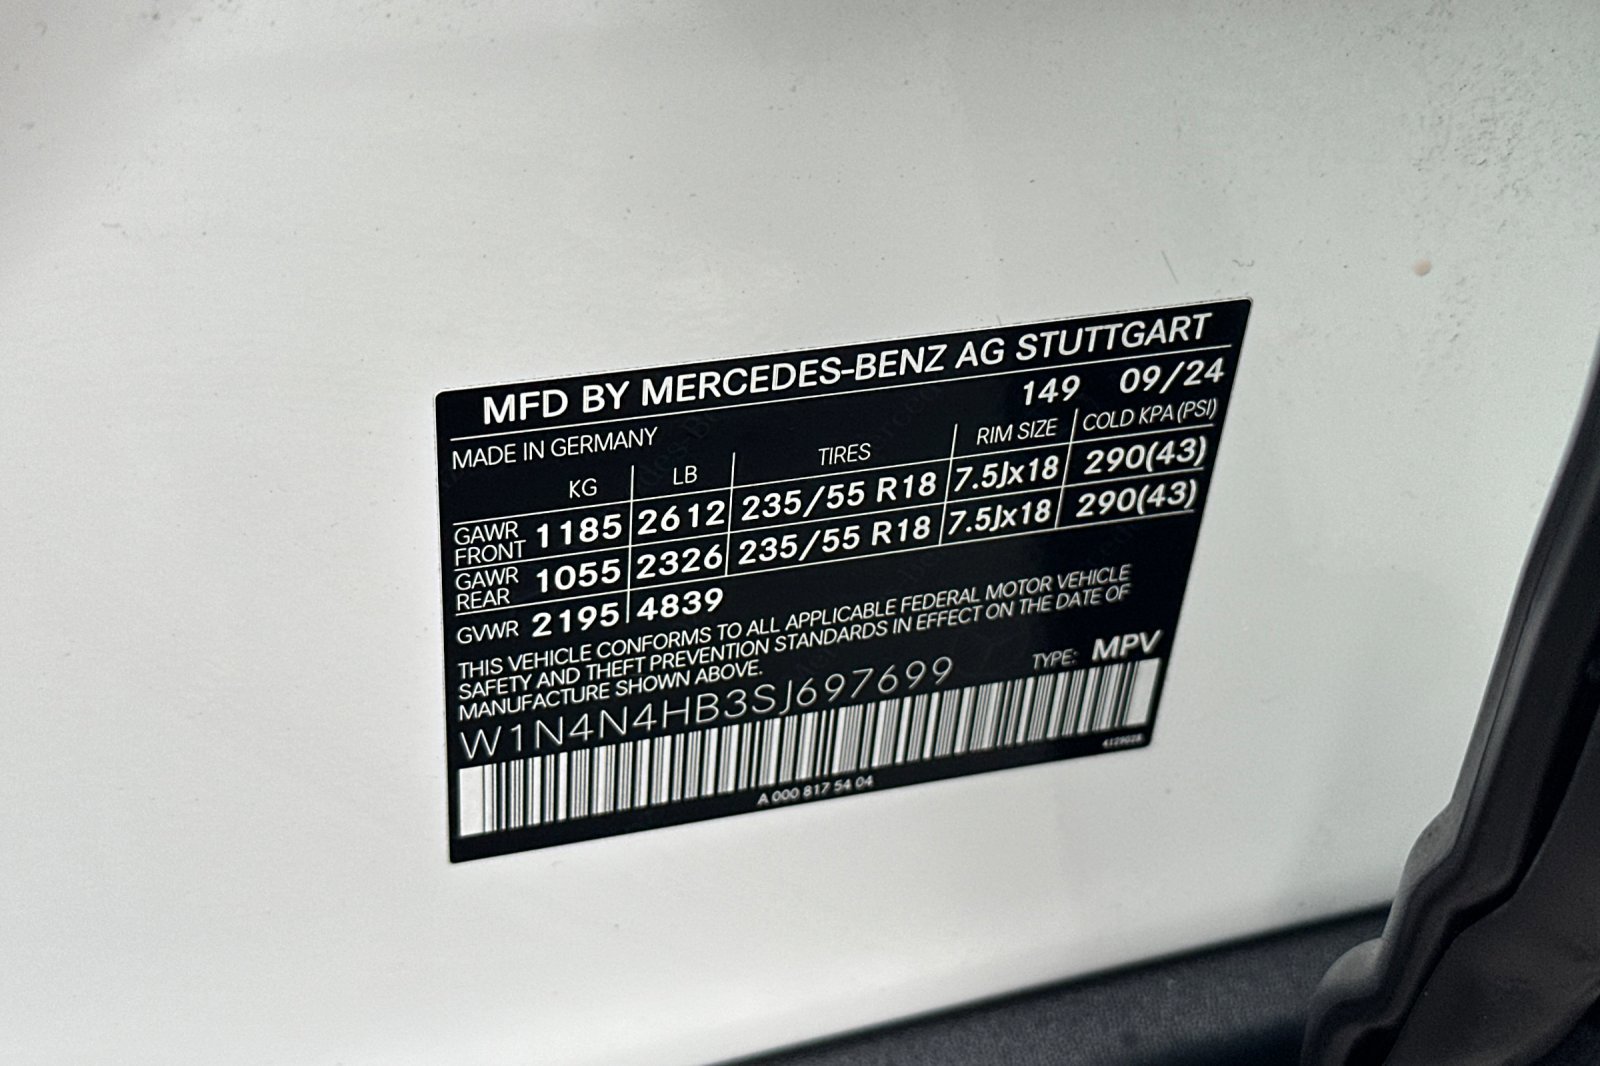 MFD BY MERCEDES-BENZ AG STUTTGART
MADE IN GERMANY 149 09/24
KG LB TIRES RIM SIZE COLD KPA (PSI)
GAWR FRONT 1185 2612 235/55 R18 7.5Jx18 290(43)
GAWR REAR 1055 2326 235/55 R18 7.5Jx18 290(43)
GVWR 2195 4839
THIS VEHICLE CONFORMS TO ALL APPLICABLE FEDERAL MOTOR VEHICLE
SAFETY AND THEFT PREVENTION STANDARDS IN EFFECT ON THE DATE OF
MANUFACTURE SHOWN ABOVE.
TYPE: MPV
W1N4N4HB3SJ697699
A 000 817 54 04